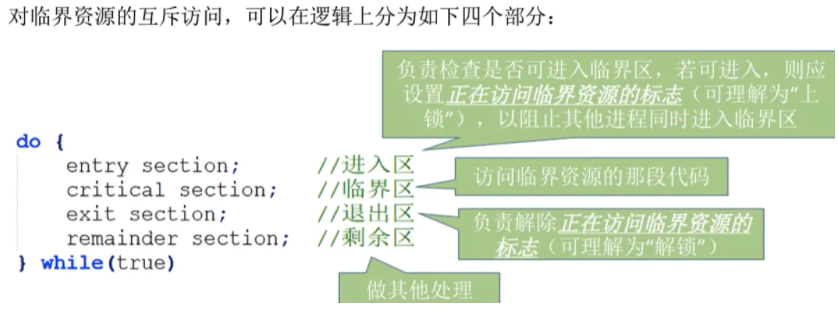 对临界资源的互斥访问，可以在逻辑上分为如下四个部分：
负责检查是否可进入临界区，若可进入，则应
设置正在访问临界资源的标志（可理解为“上
锁”），以阻止其他进程同时进入临界区
do {
entry section; //进入区
critical section; //临界区
exit section; //退出区
remainder section; //剩余区
} while(true)
访问临界资源的那段代码
负责解除正在访问临界资源的
标志（可理解为“解锁”）
做其他处理